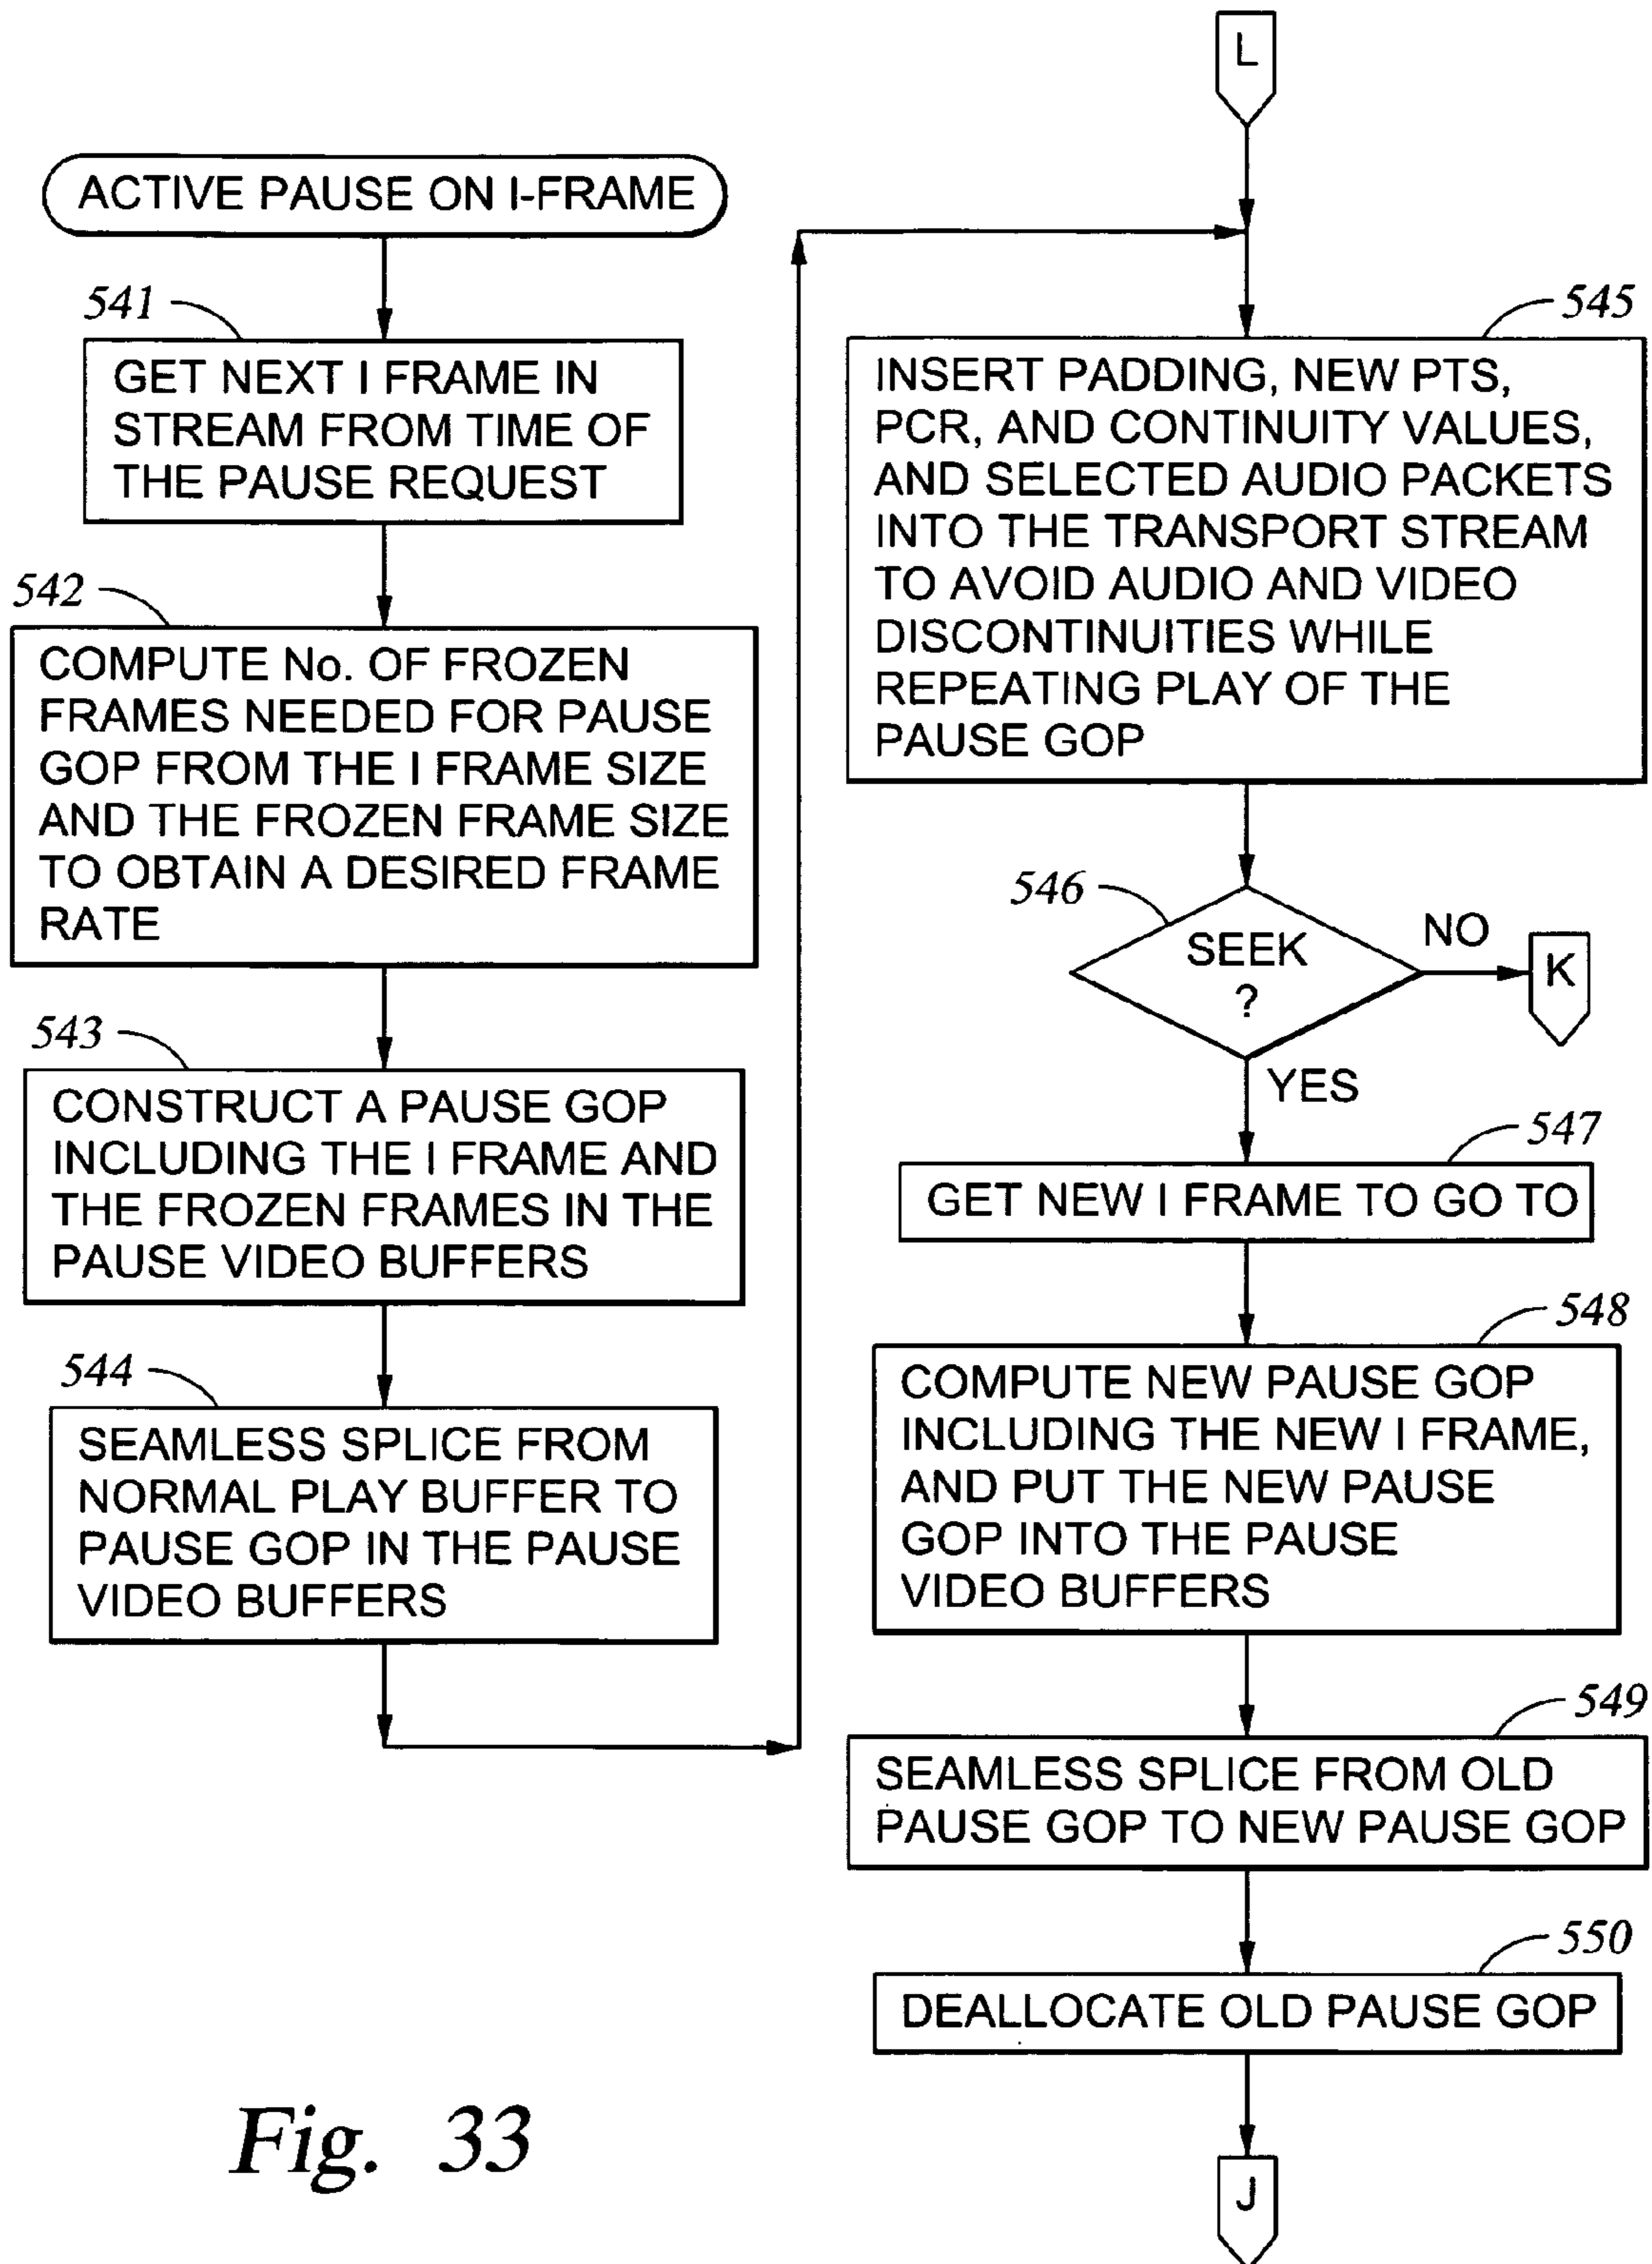 ACTIVE PAUSE ON I-FRAME
541
GET NEXT I FRAME IN
STREAM FROM TIME OF
THE PAUSE REQUEST
542
COMPUTE No. OF FROZEN
FRAMES NEEDED FOR PAUSE
GOP FROM THE I FRAME SIZE
AND THE FROZEN FRAME SIZE
TO OBTAIN A DESIRED FRAME
RATE
543
CONSTRUCT A PAUSE GOP
INCLUDING THE I FRAME AND
THE FROZEN FRAMES IN THE
PAUSE VIDEO BUFFERS
544
SEAMLESS SPLICE FROM
NORMAL PLAY BUFFER TO
PAUSE GOP IN THE PAUSE
VIDEO BUFFERS
L
545
INSERT PADDING, NEW PTS,
PCR, AND CONTINUITY VALUES,
AND SELECTED AUDIO PACKETS
INTO THE TRANSPORT STREAM
TO AVOID AUDIO AND VIDEO
DISCONTINUITIES WHILE
REPEATING PLAY OF THE
PAUSE GOP
546
SEEK
?
NO
K
YES
547
GET NEW I FRAME TO GO TO
548
COMPUTE NEW PAUSE GOP
INCLUDING THE NEW I FRAME,
AND PUT THE NEW PAUSE
GOP INTO THE PAUSE
VIDEO BUFFERS
549
SEAMLESS SPLICE FROM OLD
PAUSE GOP TO NEW PAUSE GOP
550
DEALLOCATE OLD PAUSE GOP
J
Fig. 33